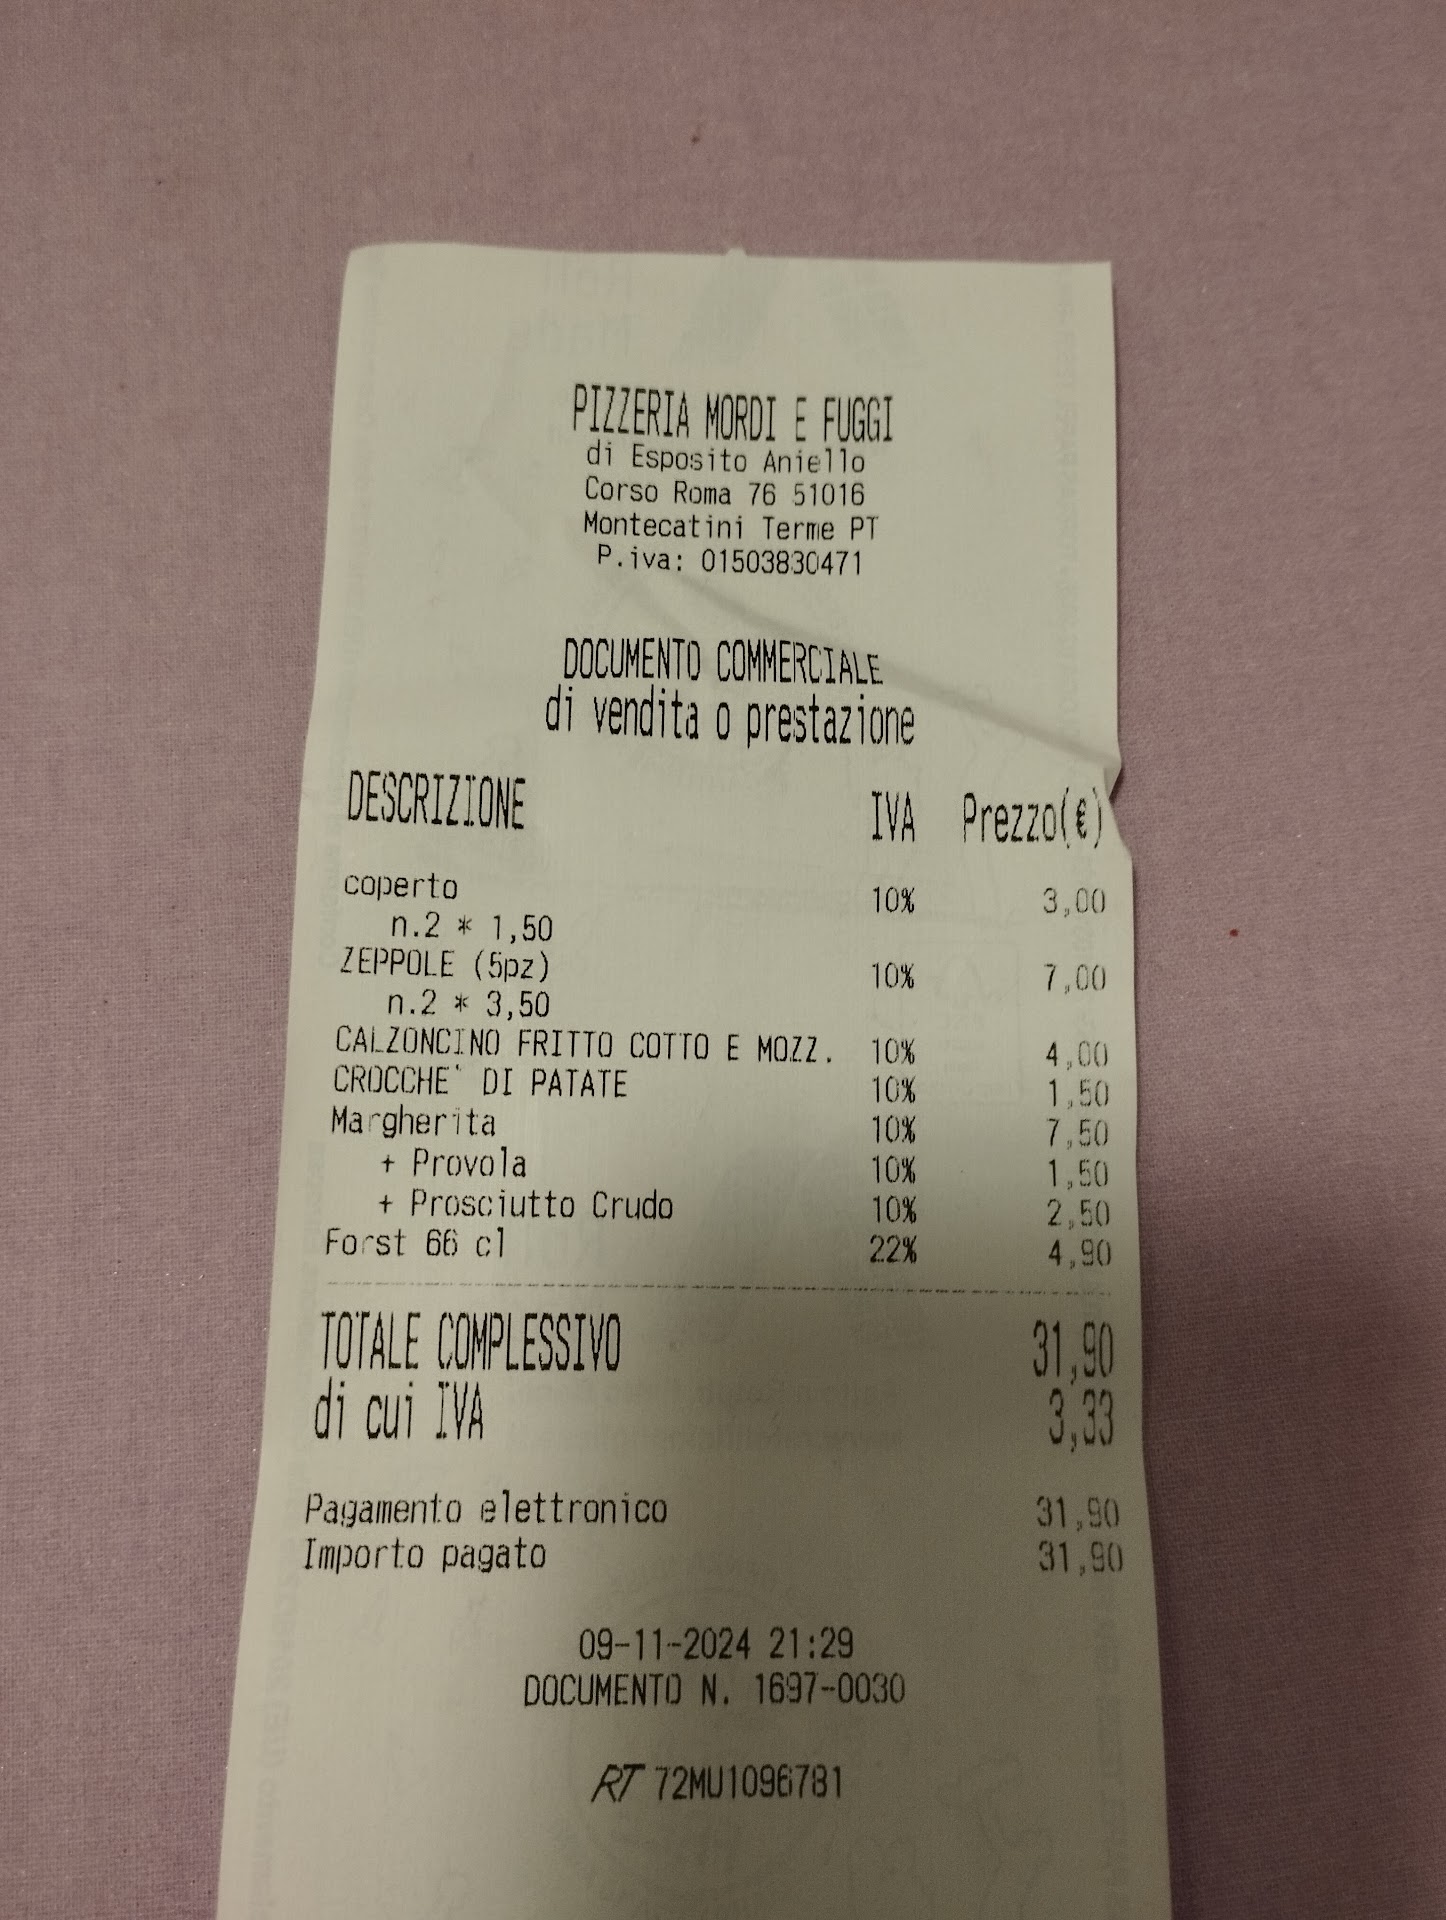 PIZZERIA MORDI E FUGGI
di Esposito Aniello
Corso Roma 76 51016
Montecatini Terme PT
P.iva: 01503830471
DOCUMENTO COMMERCIALE
di vendita o prestazione
DESCRIZIONE IVA Prezzo(€)
coperto 10% 3,00
n.2 * 1,50
ZEPPOLE (5pz) 10% 7,00
n.2 * 3,50
CALZONCINO FRITTO COTTO E MOZZ. 10% 4,00
CROCCHE' DI PATATE 10% 1,50
Margherita 10% 7,50
+ Provola 10% 1,50
+ Prosciutto Crudo 10% 2,50
Forst 66 cl 22% 4,90
TOTALE COMPLESSIVO 31,90
di cui IVA 3,33
Pagamento elettronico 31,90
Importo pagato 31,90
09-11-2024 21:29
DOCUMENTO N. 1697-0030
RT 72MU1096781